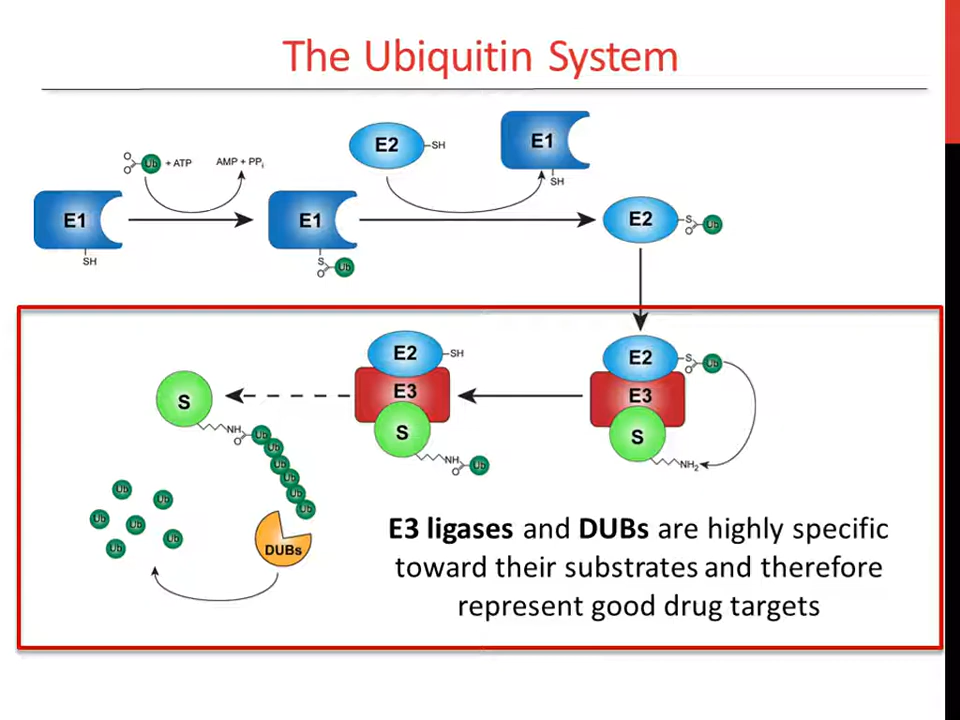 The Ubiquitin System
E1
SH
O
O
Ub
+ ATP
AMP + PPi
E1
S
O
Ub
E2
SH
E1
SH
E2
S
O
Ub
E2
S
O
Ub
E3
S
NH2
E2
SH
E3
S
NH
O
Ub
S
NH
O
Ub
Ub
Ub
Ub
Ub
Ub
DUBs
Ub
Ub
Ub
Ub
Ub
Ub
E3 ligases and DUBs are highly specific
toward their substrates and therefore
represent good drug targets